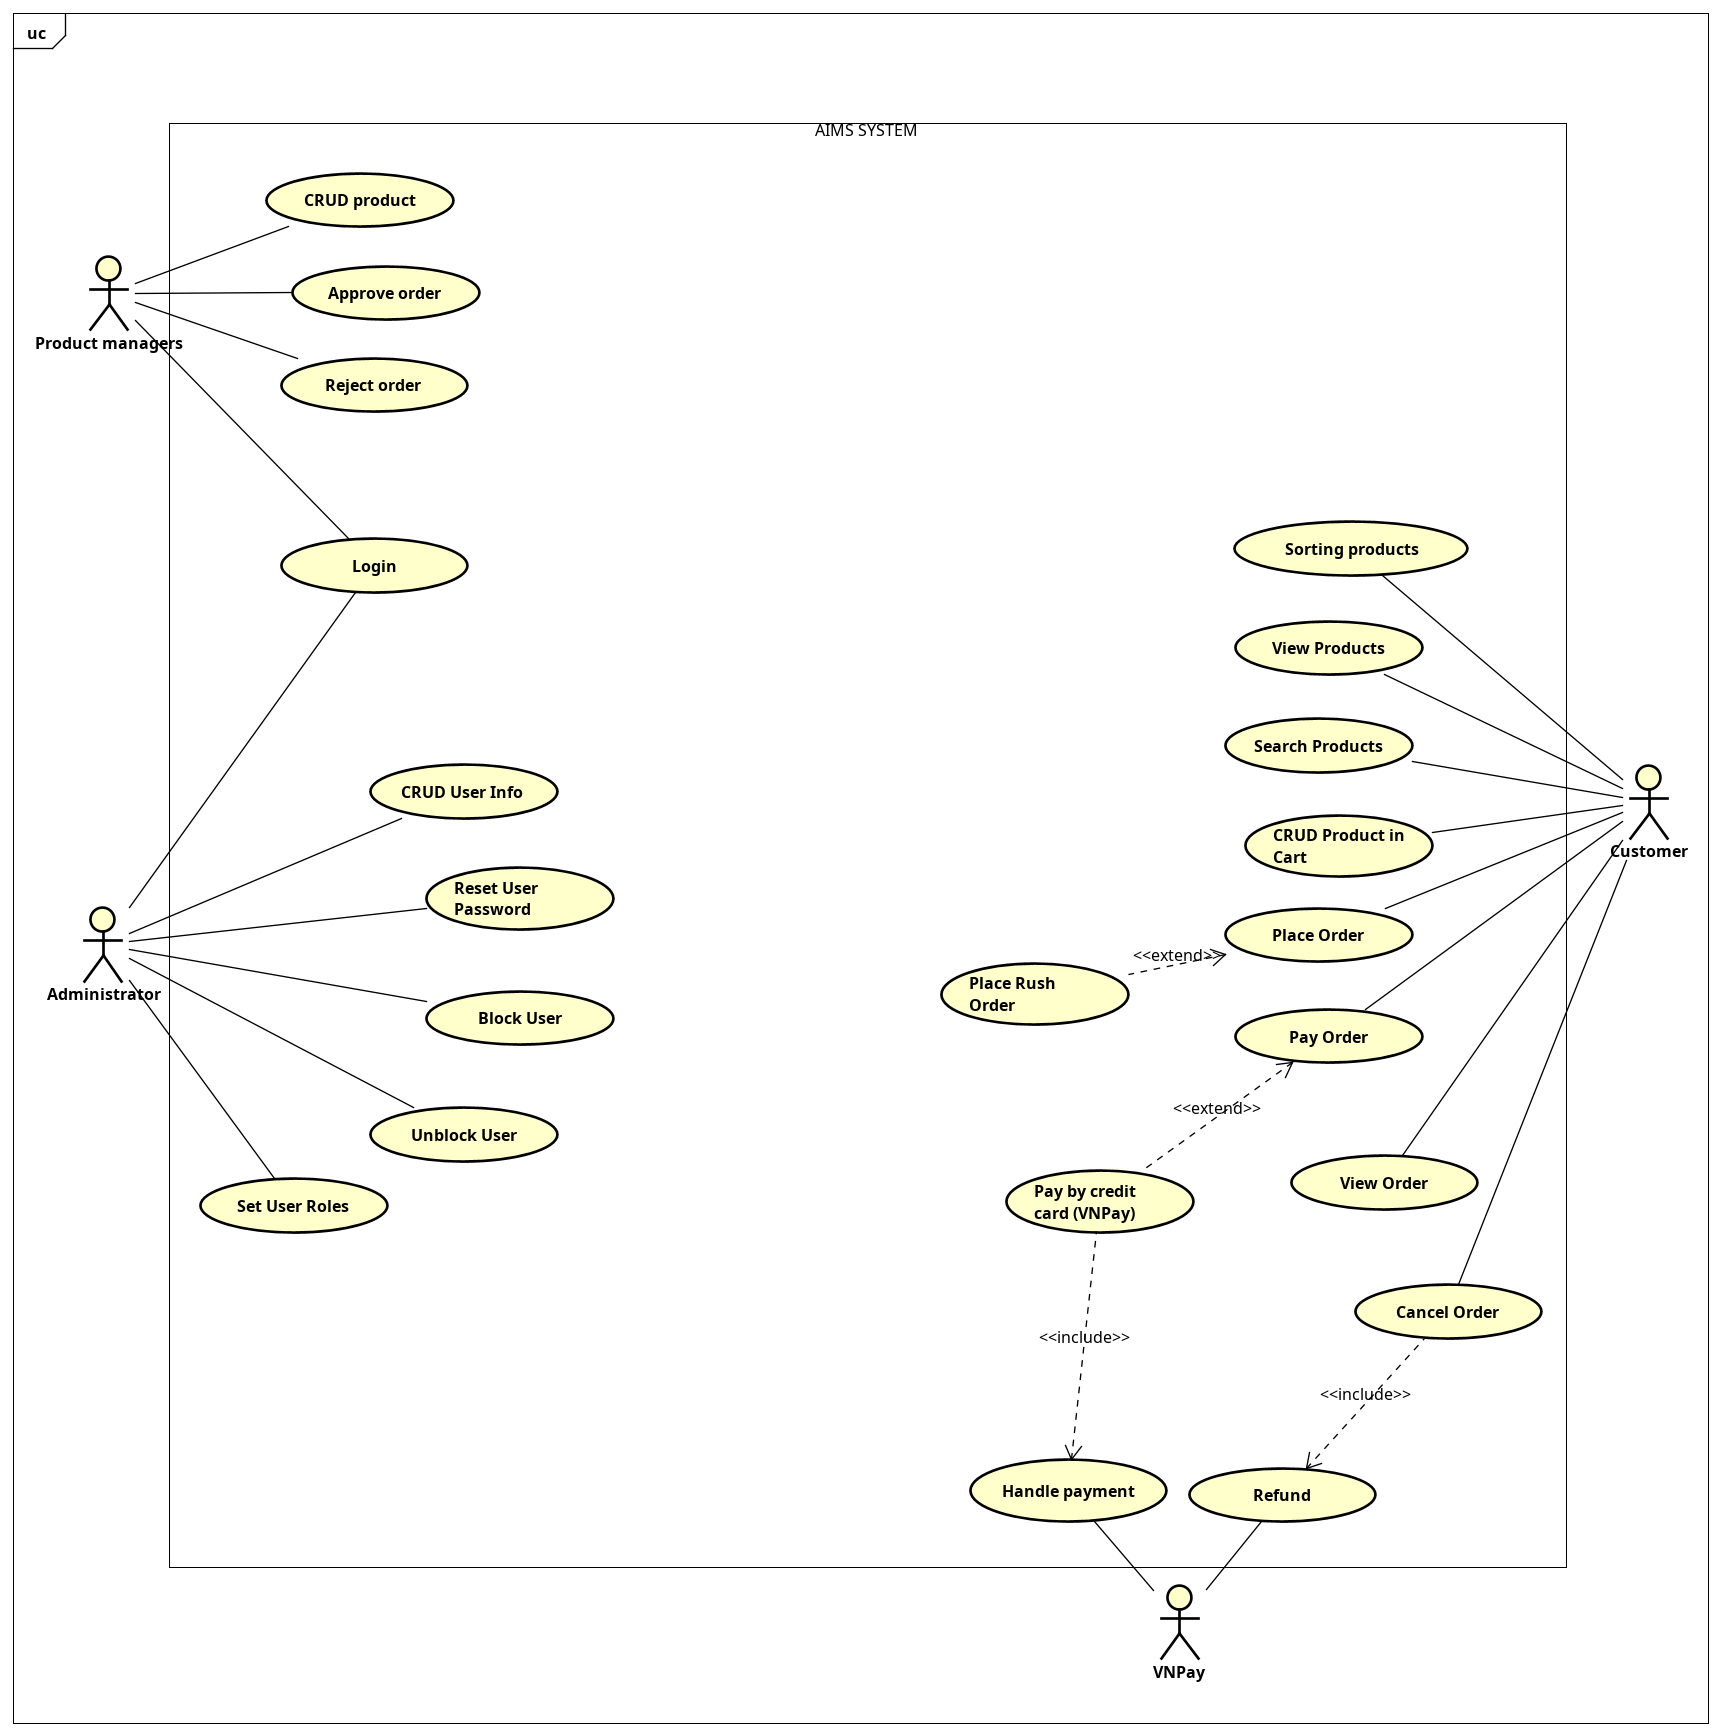 uc
AIMS SYSTEM
CRUD product
Approve order
Product managers
Reject order
Login
Sorting products
View Products
Search Products
CRUD User Info
CRUD Product in
Cart
Customer
Reset User
Password
Place Order
<<extend>>
Administrator
Place Rush
Order
Block User
Pay Order
<<extend>>
Unblock User
View Order
Pay by credit
card (VNPay)
Set User Roles
Cancel Order
<<include>>
<<include>>
Handle payment
Refund
VNPay